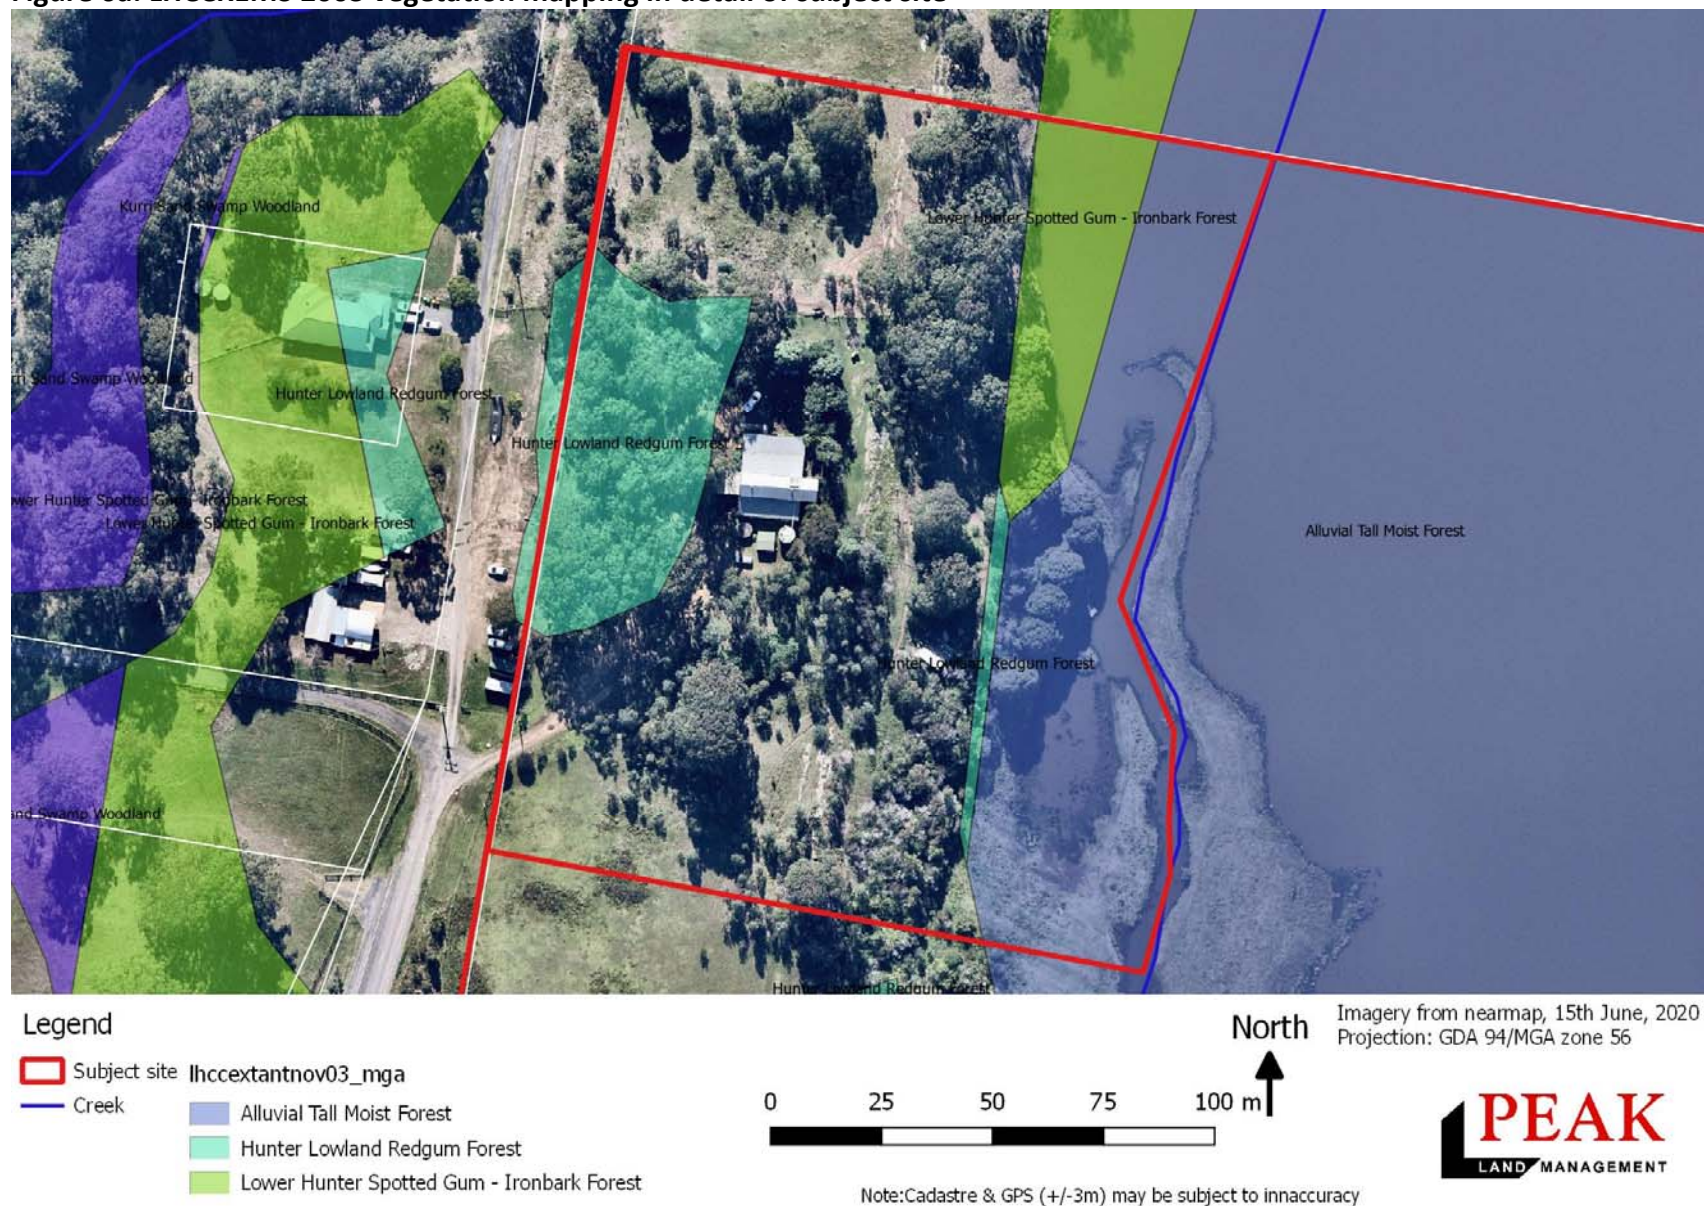 Kurri Sand Swamp Woodland
Lower Hunter Spotted Gum - Ironbark Forest
Sand Swamp Woodland
Hunter Lowland Redgum Forest
Hunter Lowland Redgum Forest
Hunter Spotted Gum - Ironbark Forest
Lower Hunter Spotted Gum - Ironbark Forest
Alluvial Tall Moist Forest
Hunter Lowland Redgum Forest
Swamp Woodland
Hunter Lowland Redgum Forest
Legend
Subject site
Creek
lhccextantnov03_mga
Alluvial Tall Moist Forest
Hunter Lowland Redgum Forest
Lower Hunter Spotted Gum - Ironbark Forest
0 25 50 75 100 m
North
Imagery from nearmap, 15th June, 2020
Projection: GDA 94/MGA zone 56
PEAK
LAND MANAGEMENT
Note:Cadastre & GPS (+/-3m) may be subject to innaccuracy